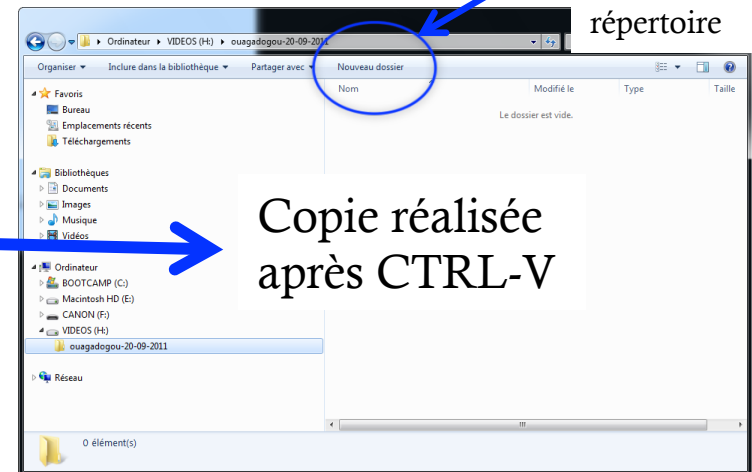 répertoire
Ordinateur ▸ VIDEOS (H:) ▸ ouagadogou-20-09-2011
Organiser Inclure dans la bibliothèque Partager avec Nouveau dossier
Nom Modifié le Type Taille
Le dossier est vide.
Favoris
Bureau
Emplacements récents
Téléchargements
Bibliothèques
Documents
Images
Musique
Vidéos
Ordinateur
BOOTCAMP (C:)
Macintosh HD (E:)
CANON (F:)
VIDEOS (H:)
ouagadogou-20-09-2011
Réseau
Copie réalisée
après CTRL-V
0 élément(s)